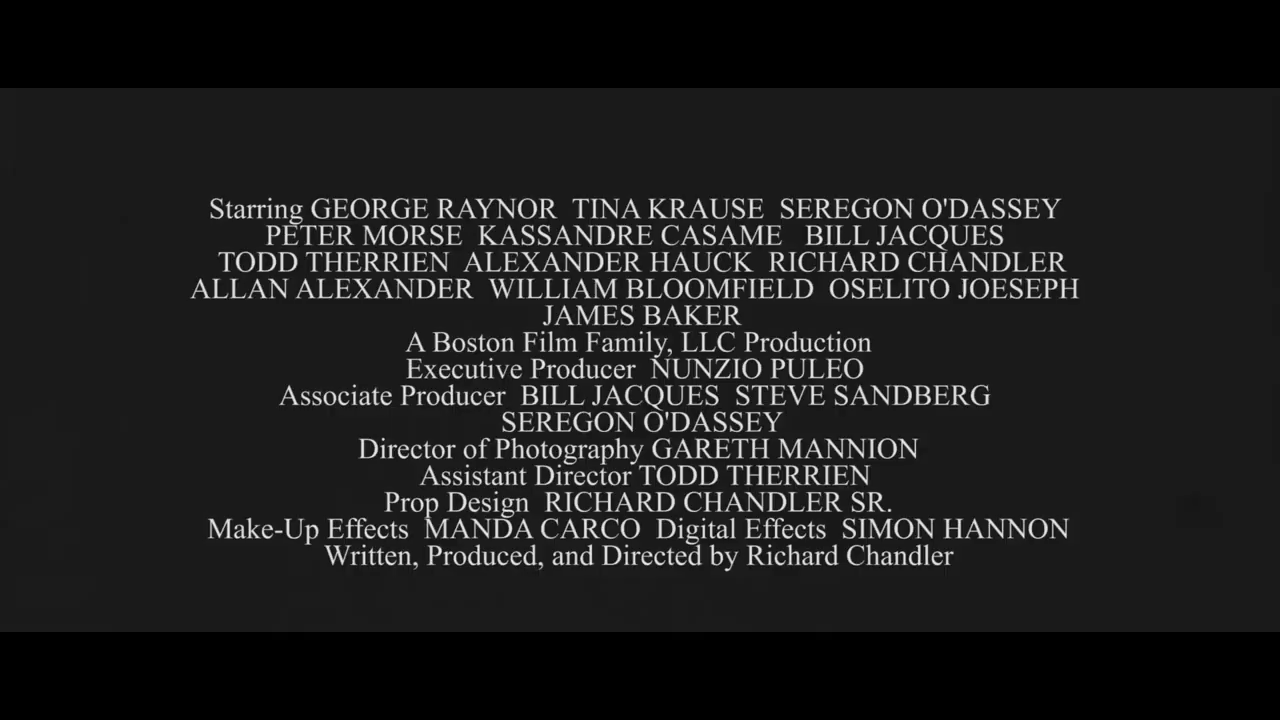 Starring GEORGE RAYNOR  TINA KRAUSE  SEREGON O'DASSEY
PETER MORSE  KASSANDRE CASAME   BILL JACQUES
TODD THERRIEN  ALEXANDER HAUCK  RICHARD CHANDLER
ALLAN ALEXANDER  WILLIAM BLOOMFIELD  OSELITO JOESEPH
JAMES BAKER
A Boston Film Family, LLC Production
Executive Producer  NUNZIO PULEO
Associate Producer  BILL JACQUES  STEVE SANDBERG
SEREGON O'DASSEY
Director of Photography GARETH MANNION
Assistant Director TODD THERRIEN
Prop Design  RICHARD CHANDLER SR.
Make-Up Effects  MANDA CARCO  Digital Effects  SIMON HANNON
Written, Produced, and Directed by Richard Chandler